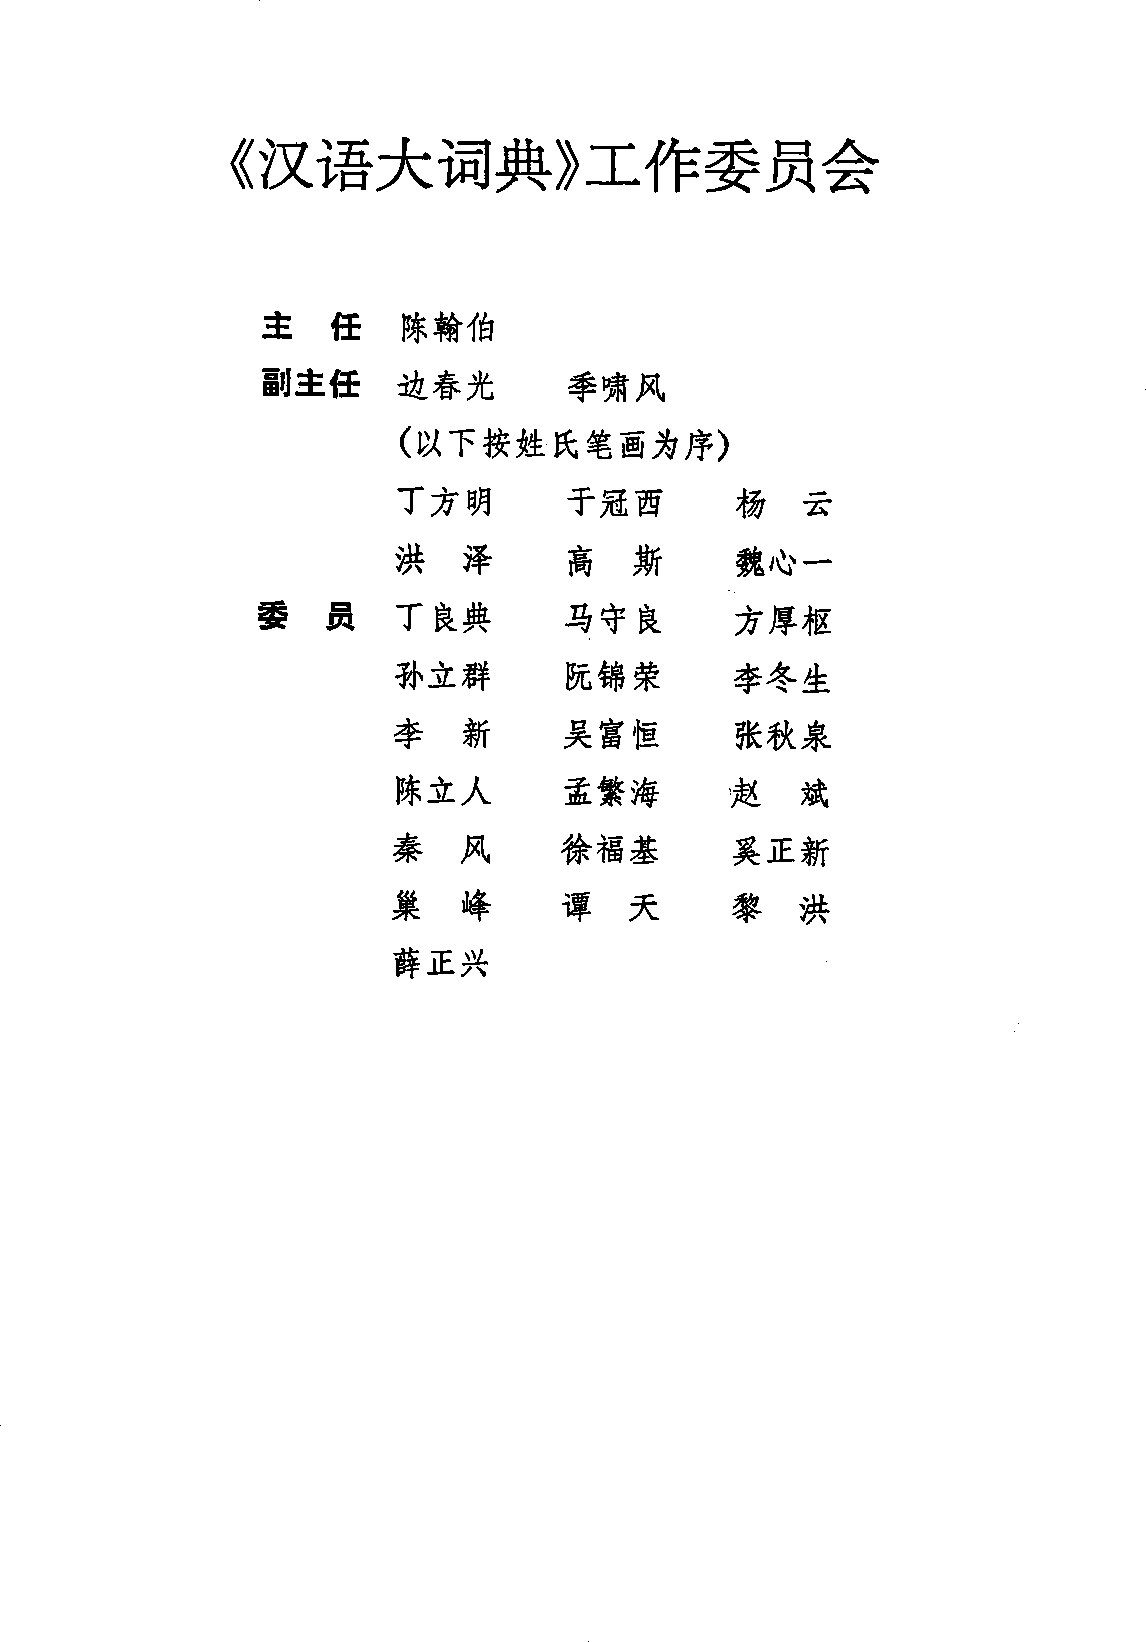 《汉语大词典》工作委员会
主 任 陈翰伯
副主任 边春光 季啸风
(以下按姓氏笔画为序)
丁方明 于冠西 杨 云
洪 泽 高 斯 魏心一
委 员 丁良典 马守良 方厚枢
孙立群 阮锦荣 李冬生
李 新 吴富恒 张秋泉
陈立人 孟繁海 赵 斌
秦 风 徐福基 奚正新
巢 峰 谭 天 黎 洪
薛正兴